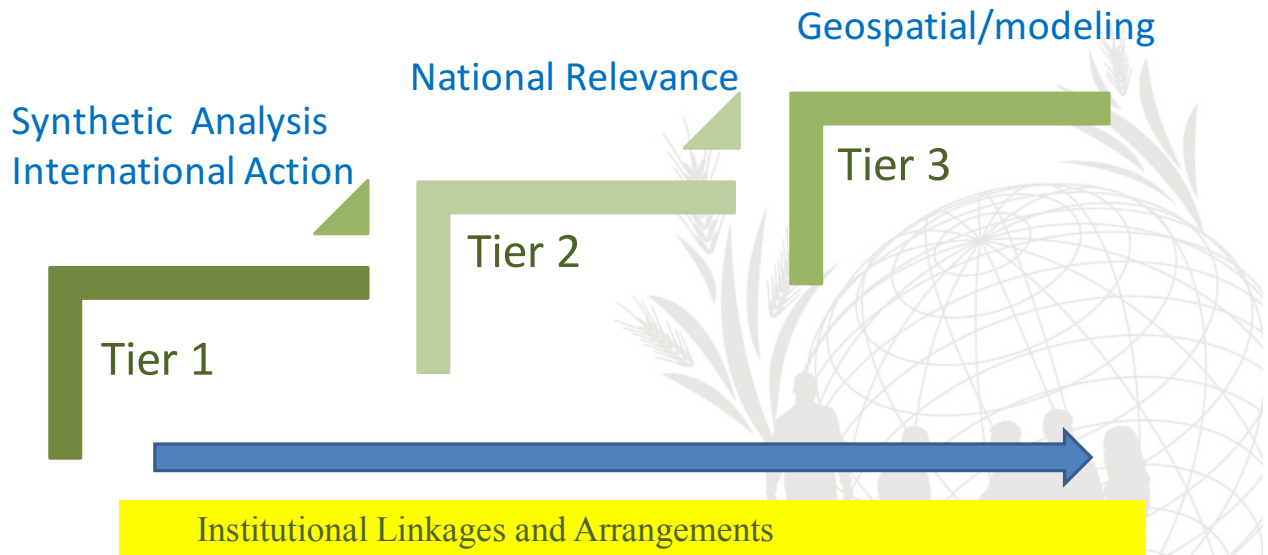 Geospatial/modeling
National Relevance
Synthetic Analysis
International Action
Tier 3
Tier 2
Tier 1
Institutional Linkages and Arrangements